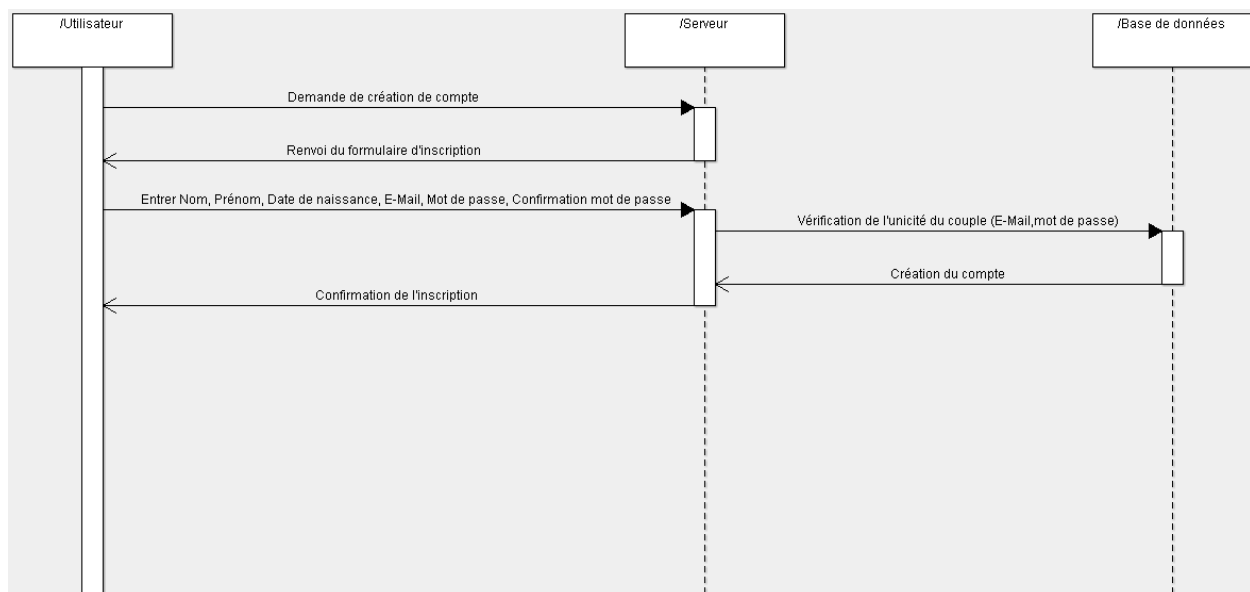 /Utilisateur
/Serveur
/Base de données
Demande de création de compte
Renvoi du formulaire d'inscription
Entrer Nom, Prénom, Date de naissance, E-Mail, Mot de passe, Confirmation mot de passe
Vérification de l'unicité du couple (E-Mail,mot de passe)
Création du compte
Confirmation de l'inscription